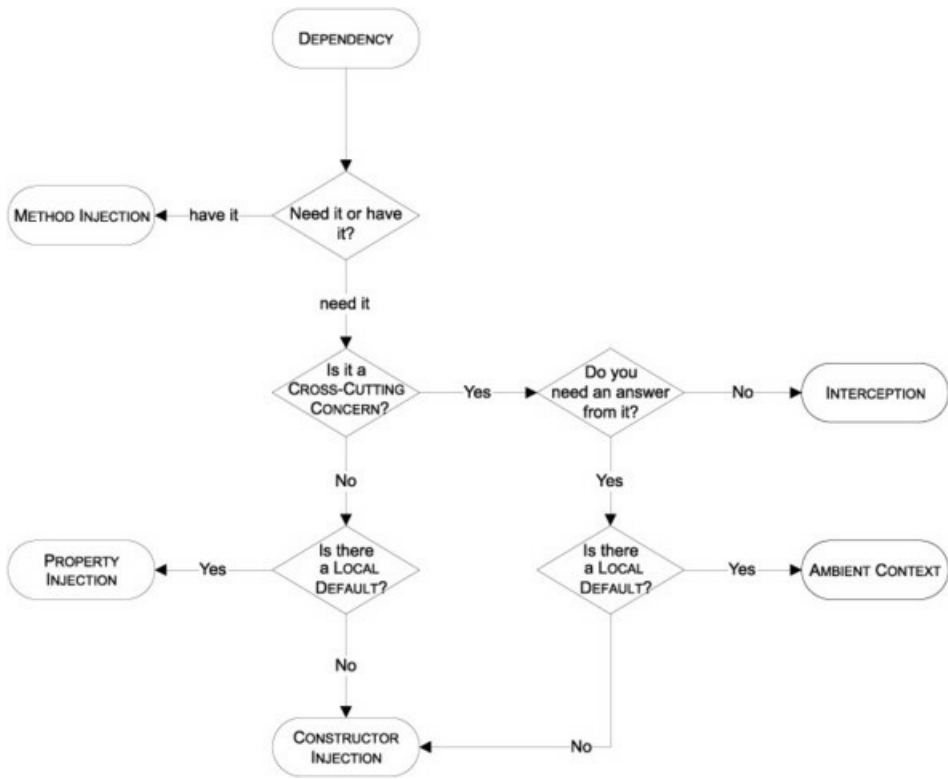 DEPENDENCY
METHOD INJECTION
have it
Need it or have
it?
need it
Is it a
CROSS-CUTTING
CONCERN?
Yes
Do you
need an answer
from it?
No
INTERCEPTION
No
Yes
PROPERTY
INJECTION
Yes
Is there
a LOCAL
DEFAULT?
Is there
a LOCAL
DEFAULT?
Yes
AMBIENT CONTEXT
No
CONSTRUCTOR
INJECTION
No